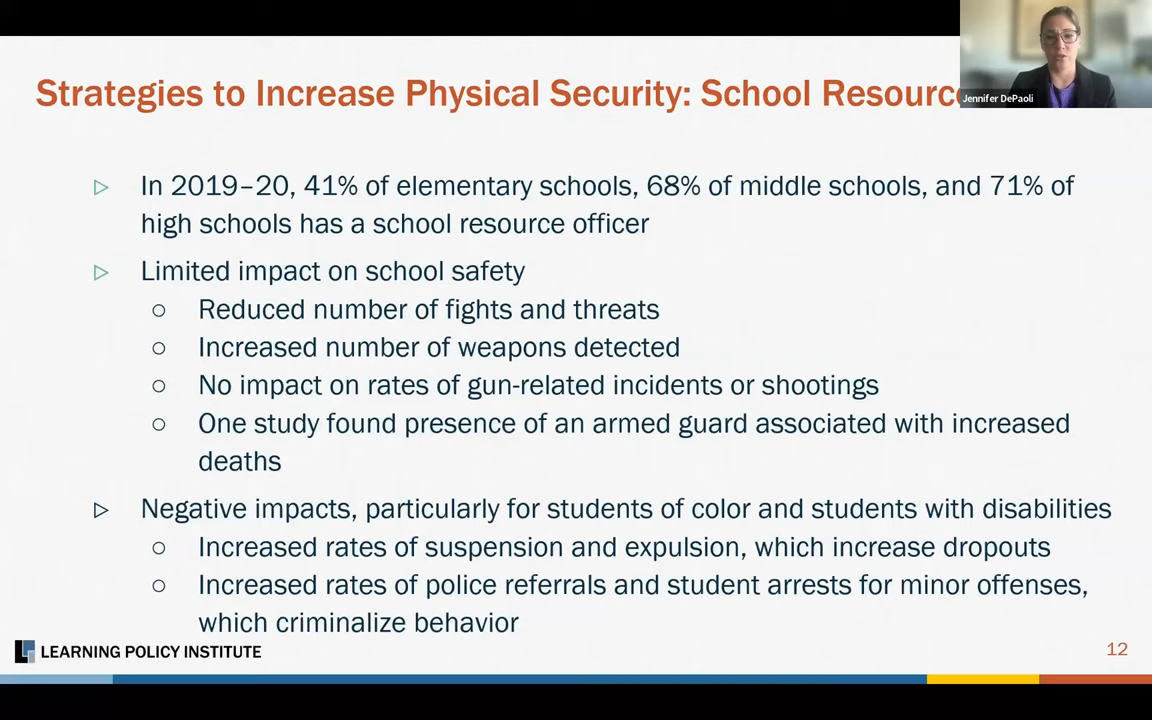 Strategies to Increase Physical Security: School Resourc
Jennifer DePaoli
▷ In 2019–20, 41% of elementary schools, 68% of middle schools, and 71% of
high schools has a school resource officer
▷ Limited impact on school safety
○ Reduced number of fights and threats
○ Increased number of weapons detected
○ No impact on rates of gun-related incidents or shootings
○ One study found presence of an armed guard associated with increased
deaths
▷ Negative impacts, particularly for students of color and students with disabilities
○ Increased rates of suspension and expulsion, which increase dropouts
○ Increased rates of police referrals and student arrests for minor offenses,
which criminalize behavior
LEARNING POLICY INSTITUTE
12